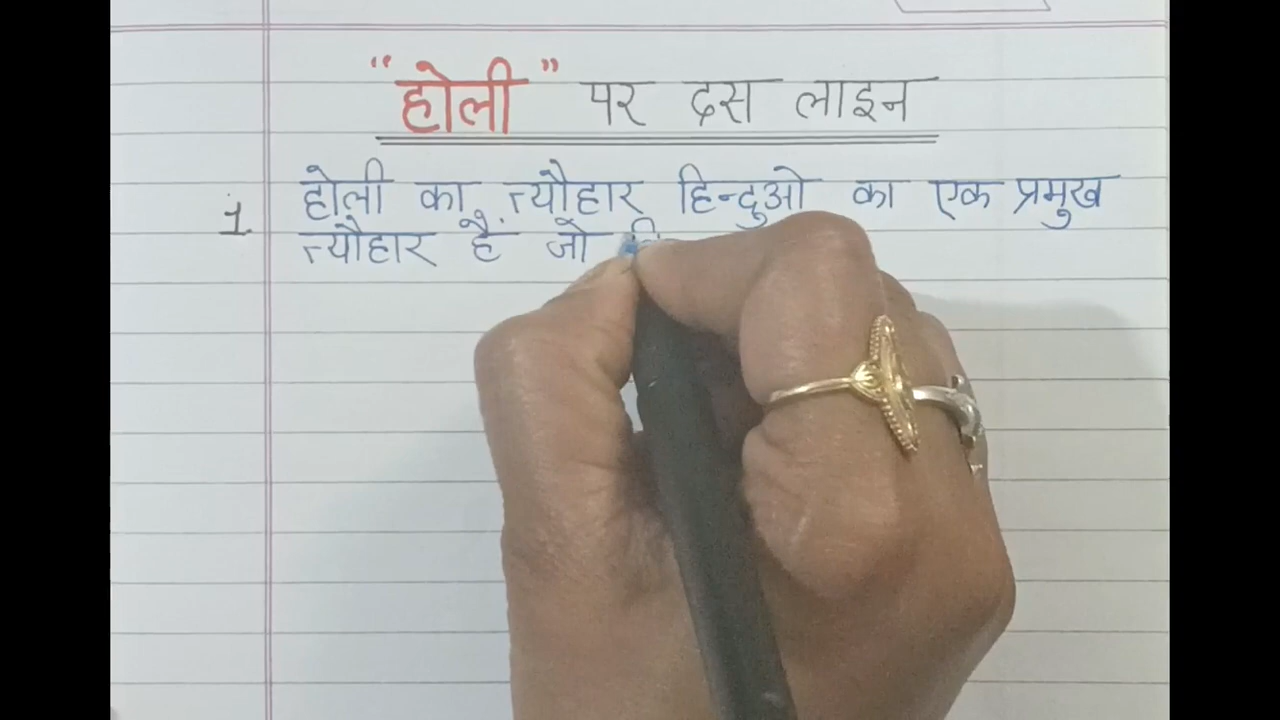 "होली" पर दस लाइन
1. होली का त्यौहार हिन्दुओ का एक प्रमुख
त्यौहार हैं जो